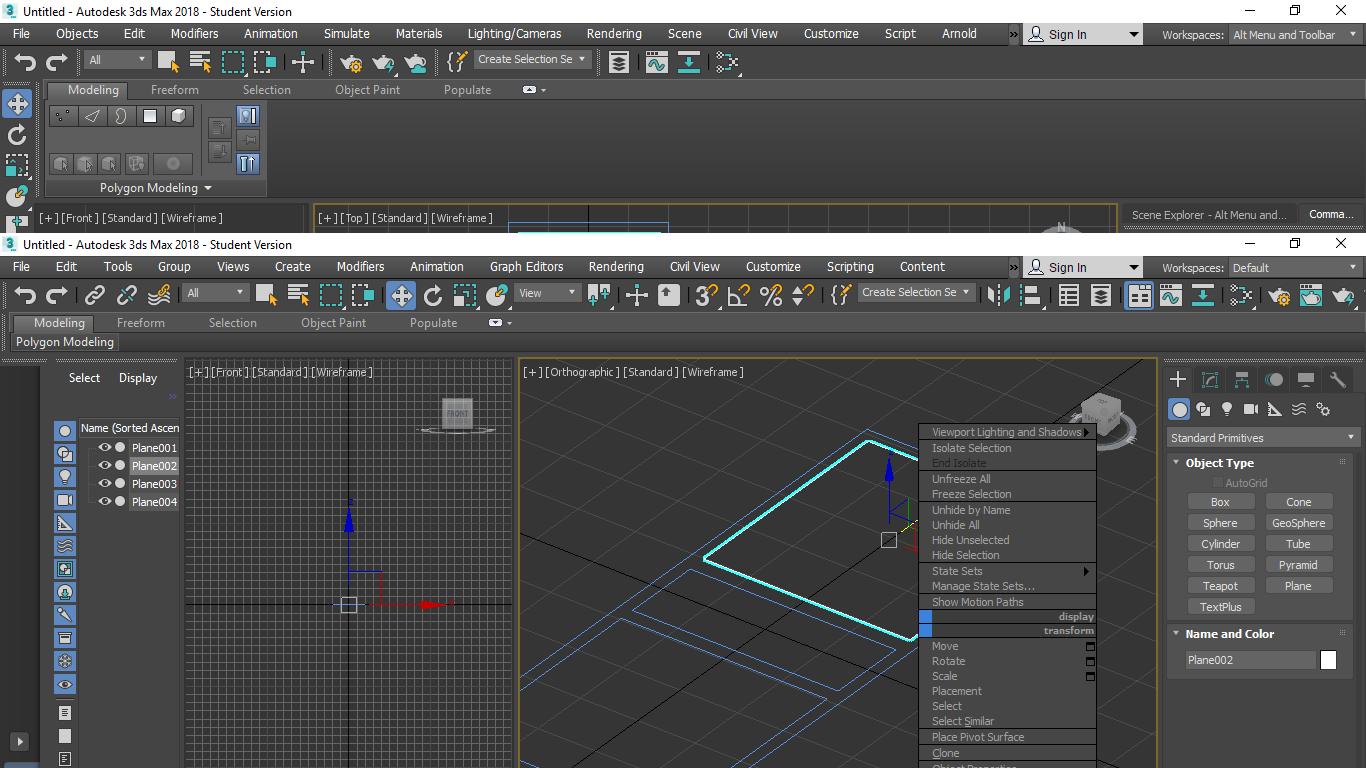 Untitled - Autodesk 3ds Max 2018 - Student Version
File Objects Edit Modifiers Animation Simulate Materials Lighting/Cameras Rendering Scene Civil View Customize Script Arnold » Sign In Workspaces: Alt Menu and Toolbar
All Create Selection Se
Modeling Freeform Selection Object Paint Populate
Polygon Modeling
[+] [Front] [Standard] [Wireframe] [+] [Top] [Standard] [Wireframe] N Scene Explorer - Alt Menu and... Comma...
Untitled - Autodesk 3ds Max 2018 - Student Version
File Edit Tools Group Views Create Modifiers Animation Graph Editors Rendering Civil View Customize Scripting Content » Sign In Workspaces: Default
All View 3 Create Selection Se
Modeling Freeform Selection Object Paint Populate
Polygon Modeling
Select Display
»
Name (Sorted Ascen
Plane001
Plane002
Plane003
Plane004
[+] [Front] [Standard] [Wireframe]
FRONT
[+] [Orthographic] [Standard] [Wireframe]
Viewport Lighting and Shadows
Isolate Selection
End Isolate
Unfreeze All
Freeze Selection
Unhide by Name
Unhide All
Hide Unselected
Hide Selection
State Sets
Manage State Sets...
Show Motion Paths
display
transform
Move
Rotate
Scale
Placement
Select
Select Similar
Place Pivot Surface
Clone
Object Properties
Standard Primitives
Object Type
AutoGrid
Box Cone
Sphere GeoSphere
Cylinder Tube
Torus Pyramid
Teapot Plane
TextPlus
Name and Color
Plane002